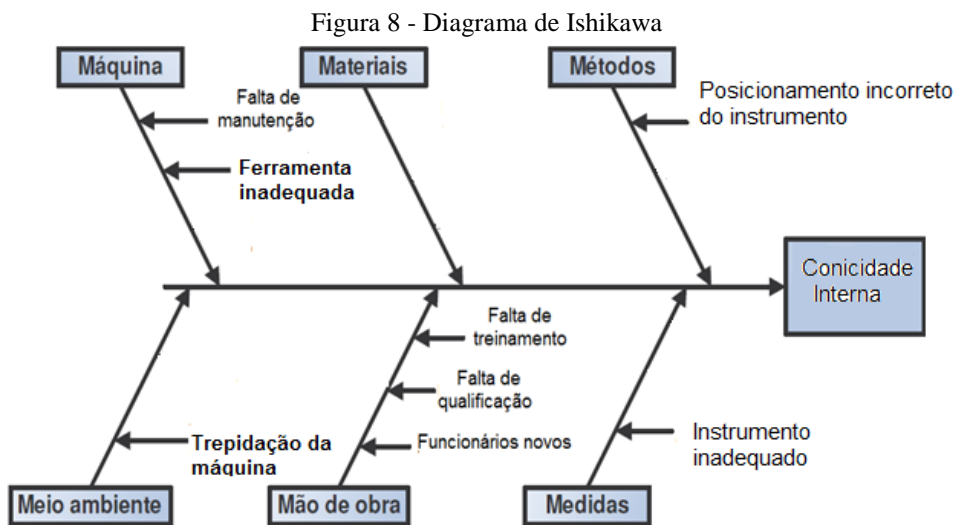 Figura 8 - Diagrama de Ishikawa
Máquina
Materiais
Métodos
Falta de
manutenção
Ferramenta
inadequada
Posicionamento incorreto
do instrumento
Conicidade
Interna
Falta de
treinamento
Falta de
qualificação
Funcionários novos
Trepidação da
máquina
Instrumento
inadequado
Meio ambiente
Mão de obra
Medidas